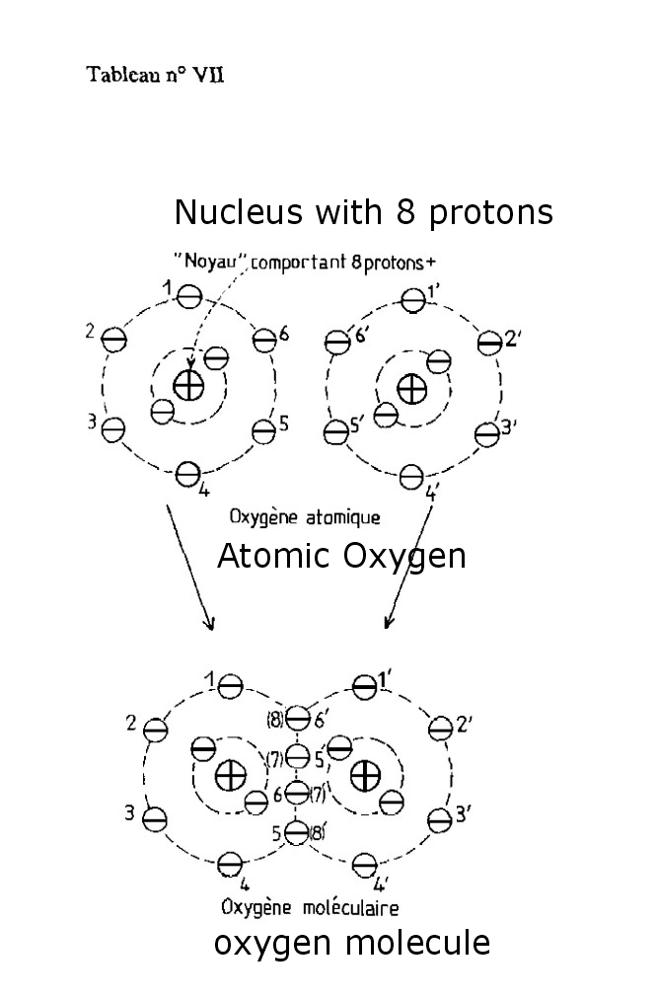 Tableau n° VII
Nucleus with 8 protons
"Noyau" comportant 8 protons +
1 1'
2 6 6' 2'
3 5 5' 3'
4 4'
Oxygène atomique
Atomic Oxygen
1 1'
2 (8) 6' 2'
(7) 5'
6 (7)'
3 5 (8)' 3'
4 4'
Oxygène moléculaire
oxygen molecule